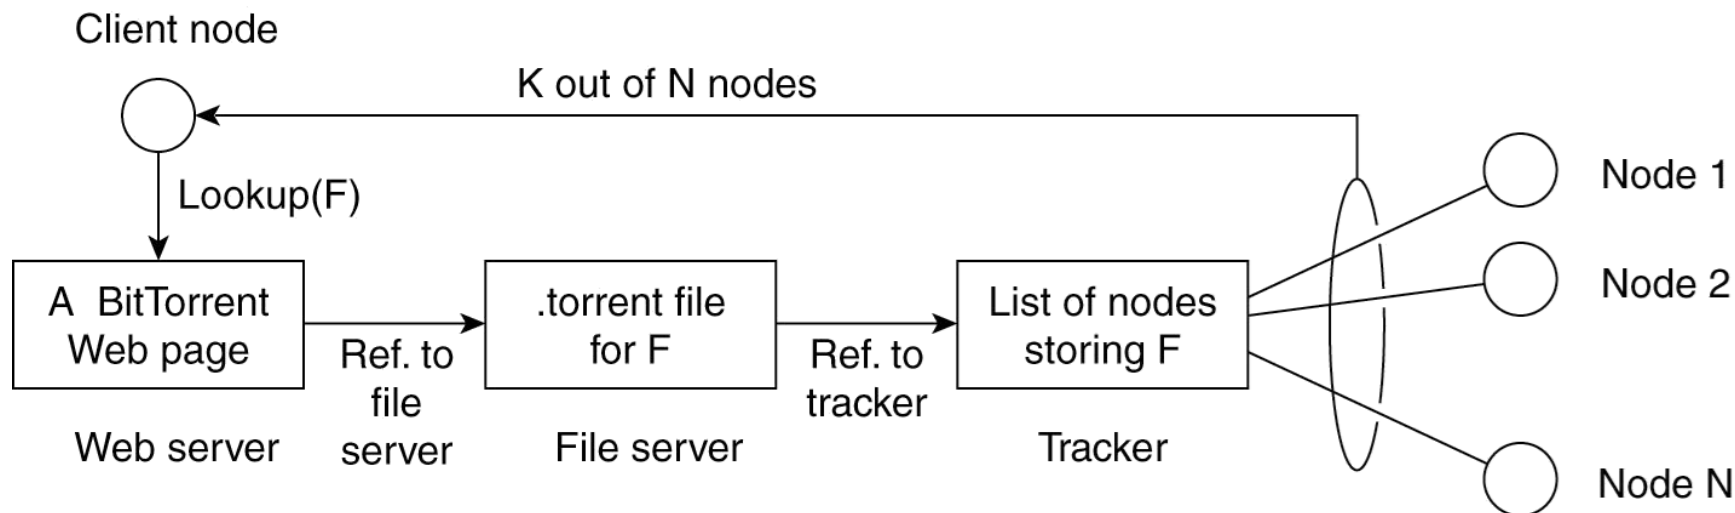 Client node
K out of N nodes
Node 1
Lookup(F)
Node 2
A BitTorrent
Web page
Ref. to
file
server
.torrent file
for F
Ref. to
tracker
List of nodes
storing F
Web server
File server
Tracker
Node N